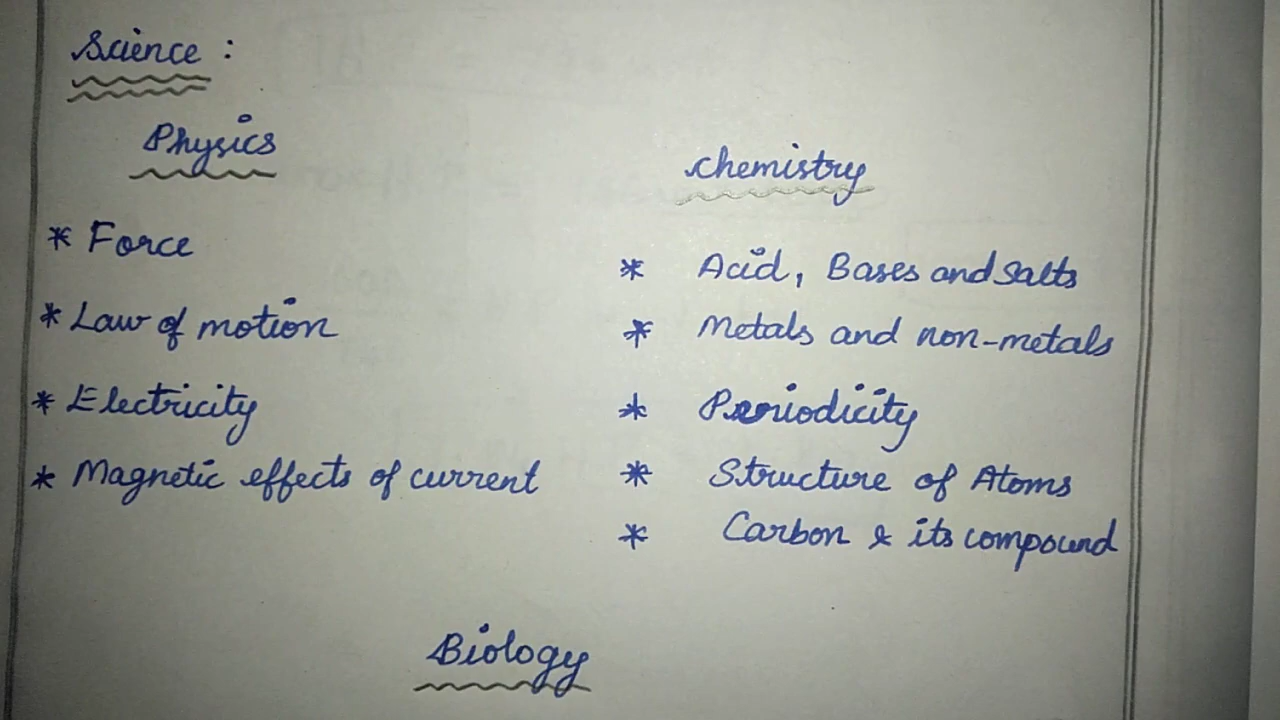 Science :
Physics
* Force
* Law of motion
* Electricity
* Magnetic effects of current
chemistry
* Acid, Bases and Salts
* Metals and non-metals
* Periodicity
* Structure of Atoms
* Carbon & its compound
Biology